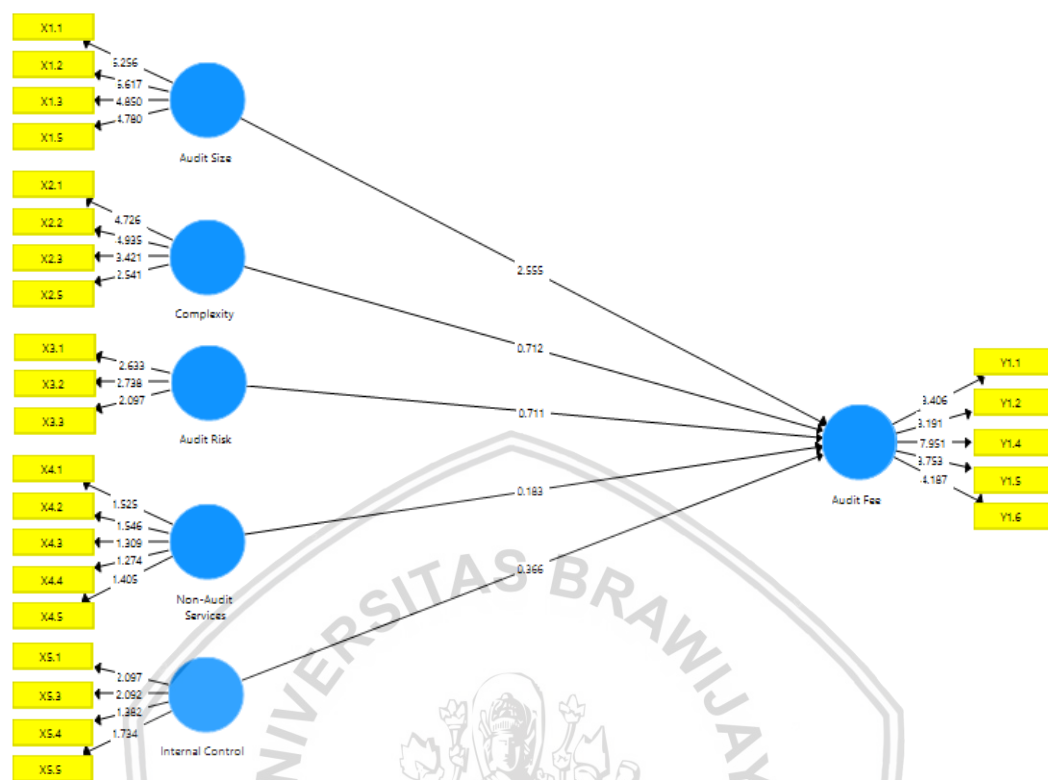 X1.1
X1.2
X1.3
X1.5
5.617
4.850
4.780
Audit Size
X2.1
X2.2
X2.3
X2.5
4.726
4.935
3.421
2.541
Complexity
X3.1
X3.2
X3.3
2.633
2.738
2.097
Audit Risk
X4.1
X4.2
X4.3
X4.4
X4.5
1.525
1.546
1.309
1.274
1.405
Non-Audit
Services
X5.1
X5.3
X5.4
X5.5
2.097
2.092
1.382
1.734
Internal Control
2.555
0.712
0.711
0.183
0.366
Audit Fee
3.406
3.191
7.951
3.753
4.187
Y1.1
Y1.2
Y1.4
Y1.5
Y1.6
UNIVERSITAS BRAWIJAY